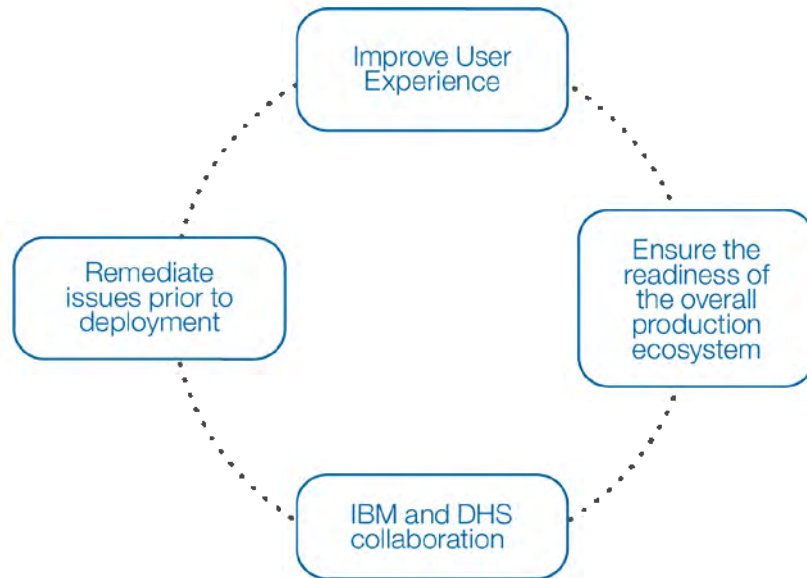 Improve User
Experience
Ensure the
readiness of
the overall
production
ecosystem
IBM and DHS
collaboration
Remediate
issues prior to
deployment